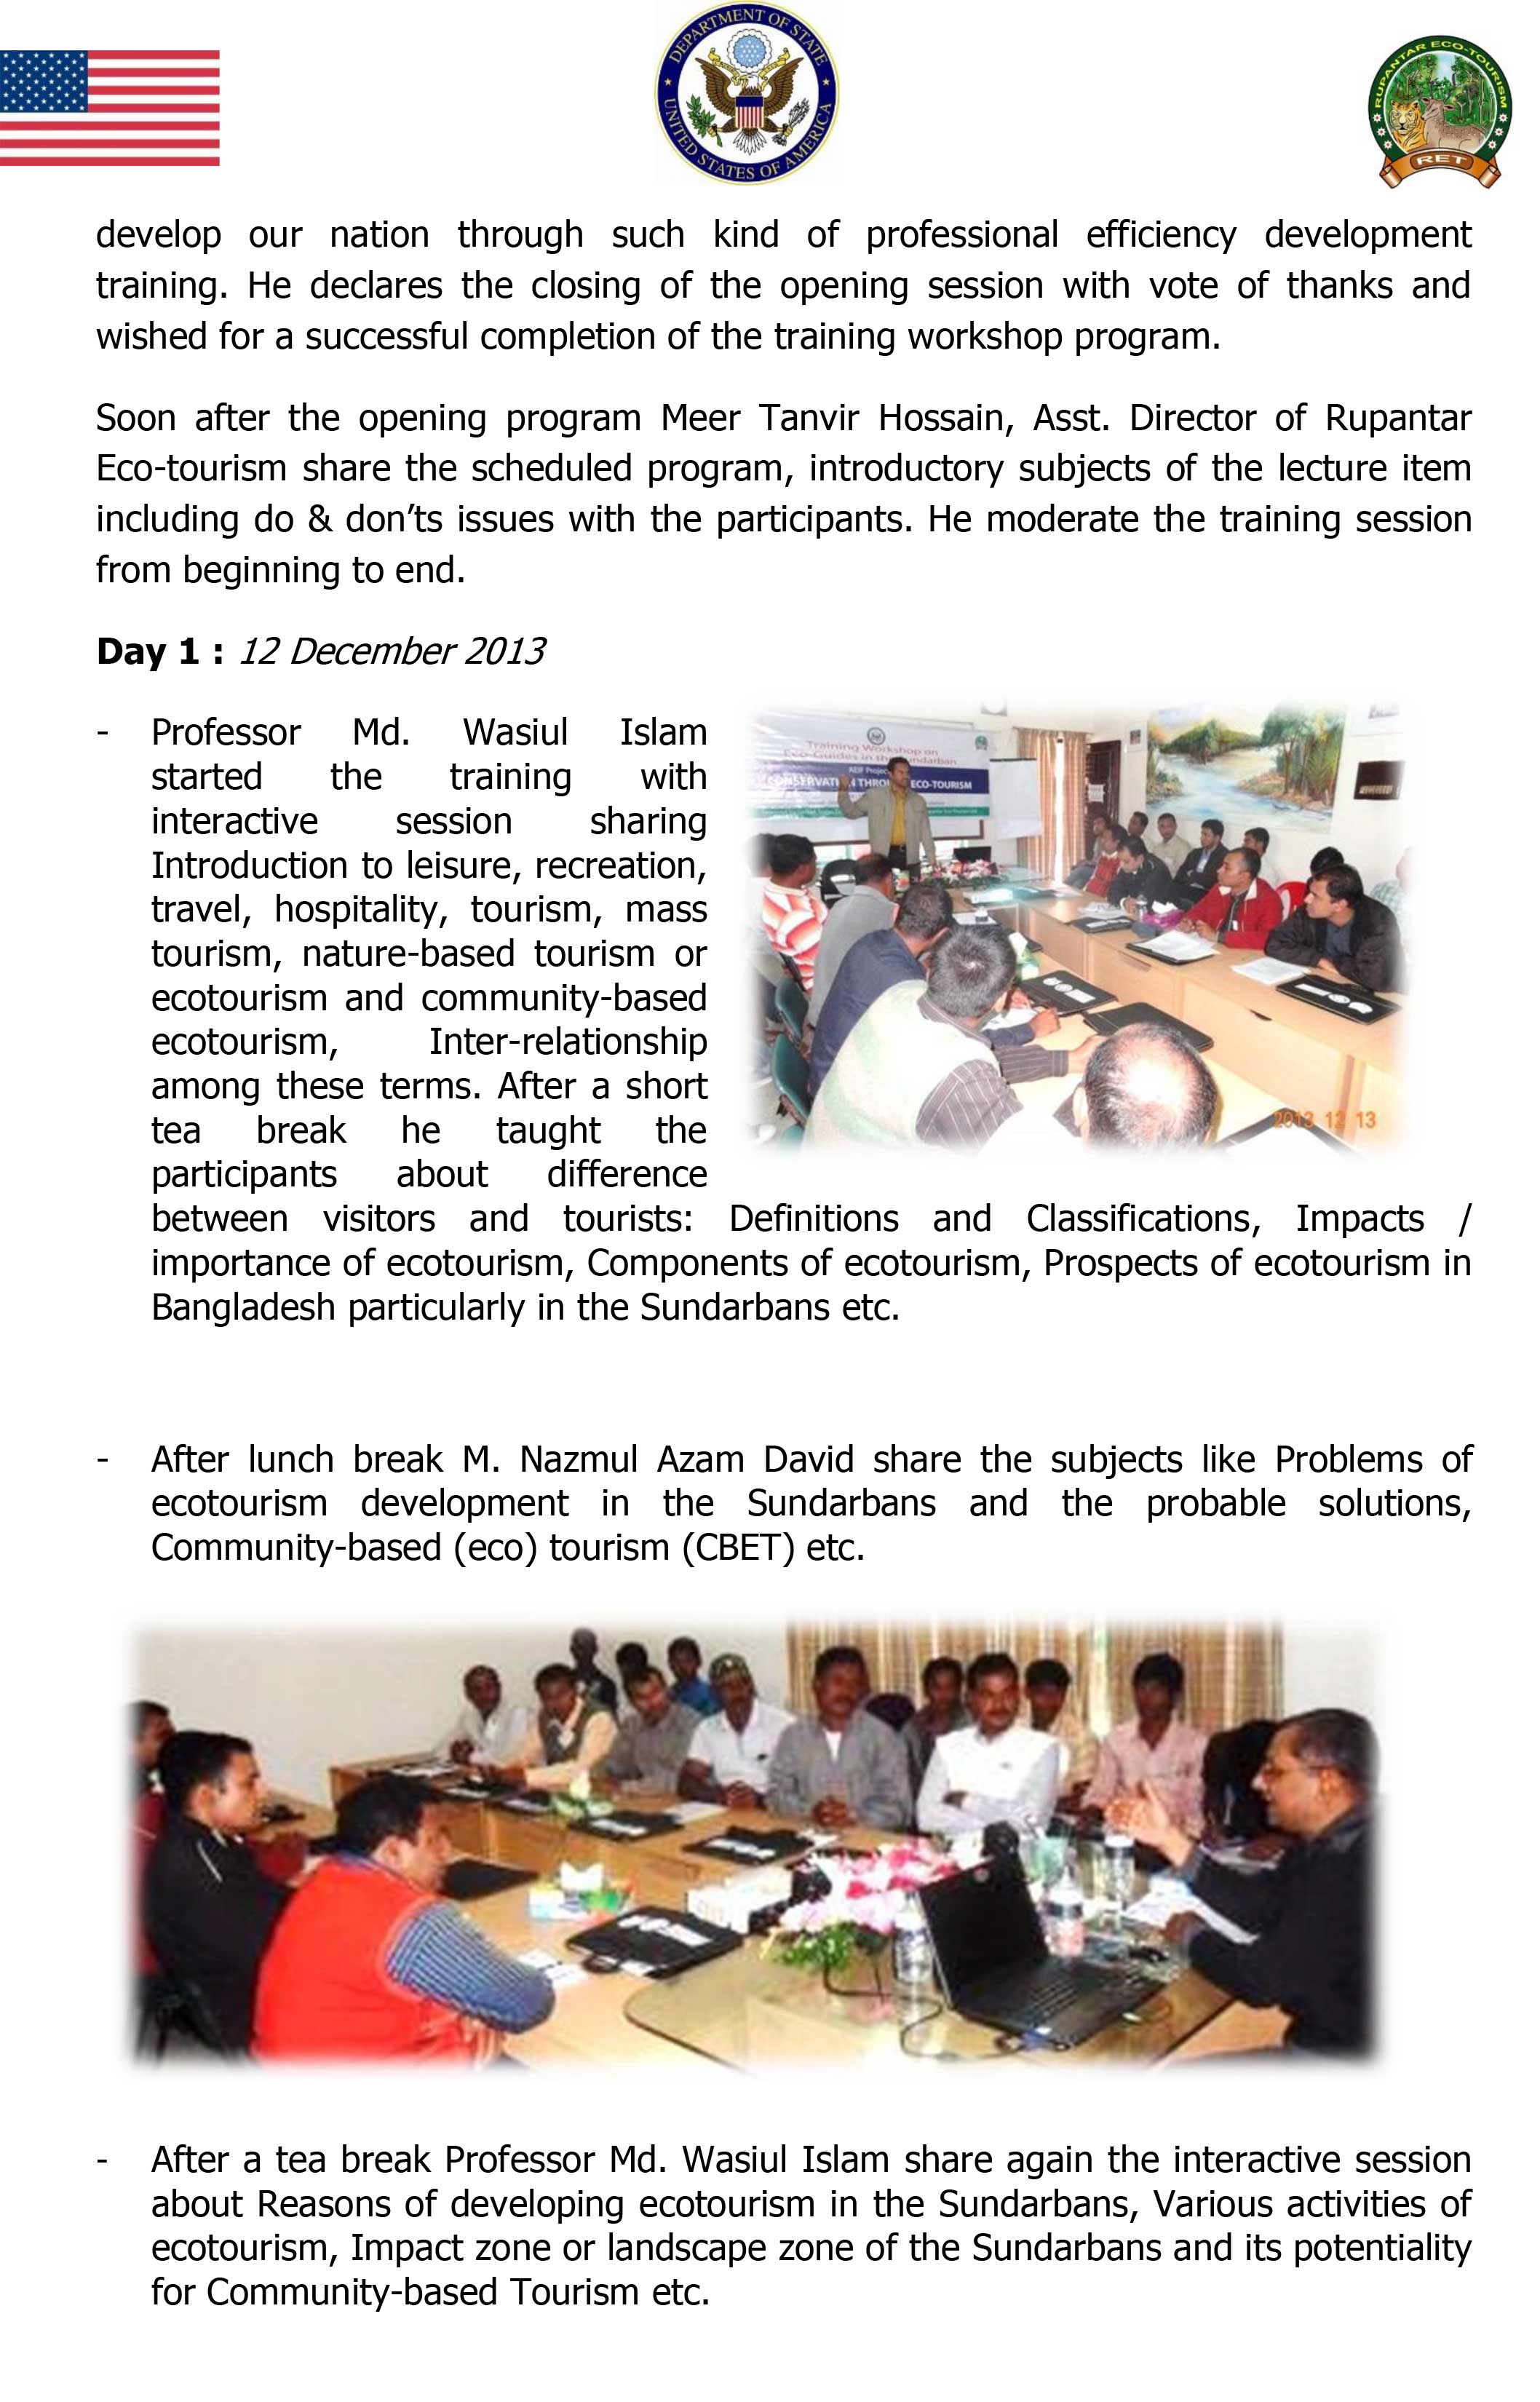 DEPARTMENT OF STATE
UNITED STATES OF AMERICA
RUPANTAR ECO-TOURISM
RET
develop our nation through such kind of professional efficiency development
training. He declares the closing of the opening session with vote of thanks and
wished for a successful completion of the training workshop program.
Soon after the opening program Meer Tanvir Hossain, Asst. Director of Rupantar
Eco-tourism share the scheduled program, introductory subjects of the lecture item
including do & don’ts issues with the participants. He moderate the training session
from beginning to end.
Day 1 : 12 December 2013
- Professor Md. Wasiul Islam
started the training with
interactive session sharing
Introduction to leisure, recreation,
travel, hospitality, tourism, mass
tourism, nature-based tourism or
ecotourism and community-based
ecotourism, Inter-relationship
among these terms. After a short
tea break he taught the
participants about difference
between visitors and tourists: Definitions and Classifications, Impacts /
importance of ecotourism, Components of ecotourism, Prospects of ecotourism in
Bangladesh particularly in the Sundarbans etc.
Training Workshop on
Eco-Guides in the Sundarban
ECO-TOURISM
2013 12 13
- After lunch break M. Nazmul Azam David share the subjects like Problems of
ecotourism development in the Sundarbans and the probable solutions,
Community-based (eco) tourism (CBET) etc.
- After a tea break Professor Md. Wasiul Islam share again the interactive session
about Reasons of developing ecotourism in the Sundarbans, Various activities of
ecotourism, Impact zone or landscape zone of the Sundarbans and its potentiality
for Community-based Tourism etc.